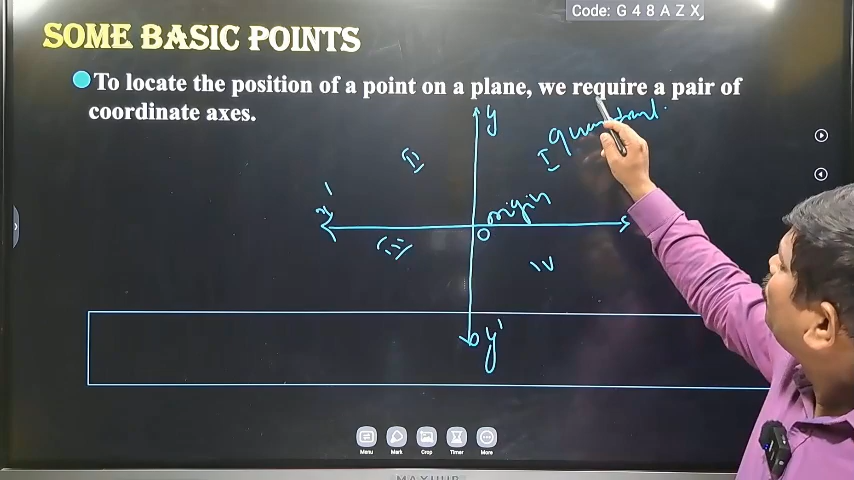 Code: G 4 8 A Z X
SOME BASIC POINTS
To locate the position of a point on a plane, we require a pair of
coordinate axes.
y
I quadrant.
II
x'
origin
O
III
IV
y'
Menu Mark Crop Timer More
MAXHUB